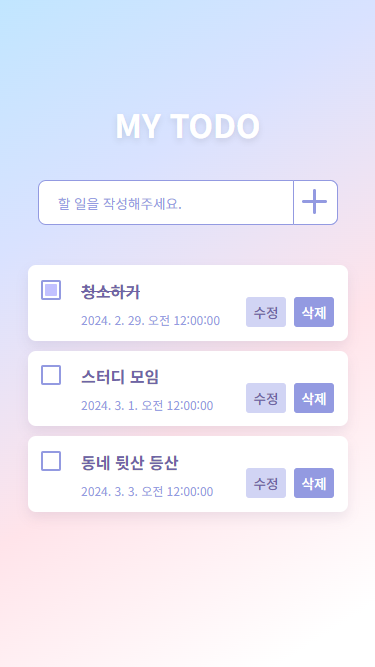 MY TODO
할 일을 작성해주세요.
청소하기
2024. 2. 29. 오전 12:00:00
수정 삭제
스터디 모임
2024. 3. 1. 오전 12:00:00
수정 삭제
동네 뒷산 등산
2024. 3. 3. 오전 12:00:00
수정 삭제